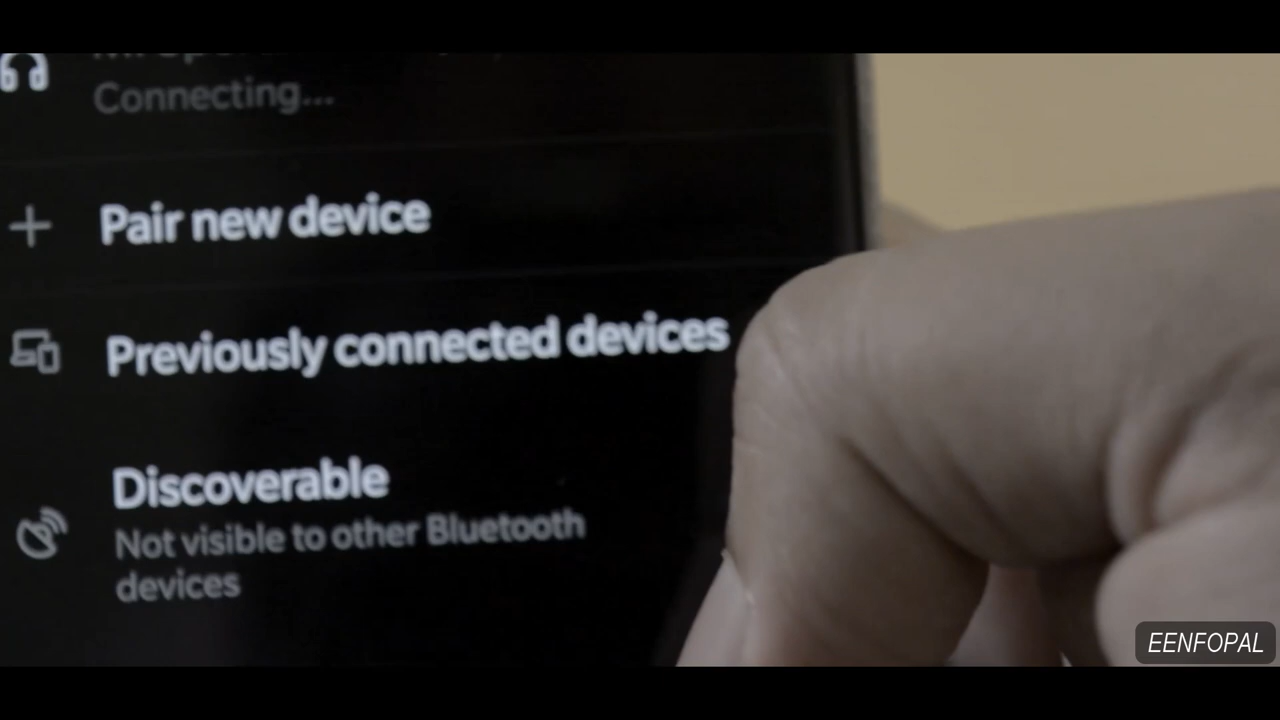 Connecting...
Pair new device
Previously connected devices
Discoverable
Not visible to other Bluetooth
devices
EENFOPAL